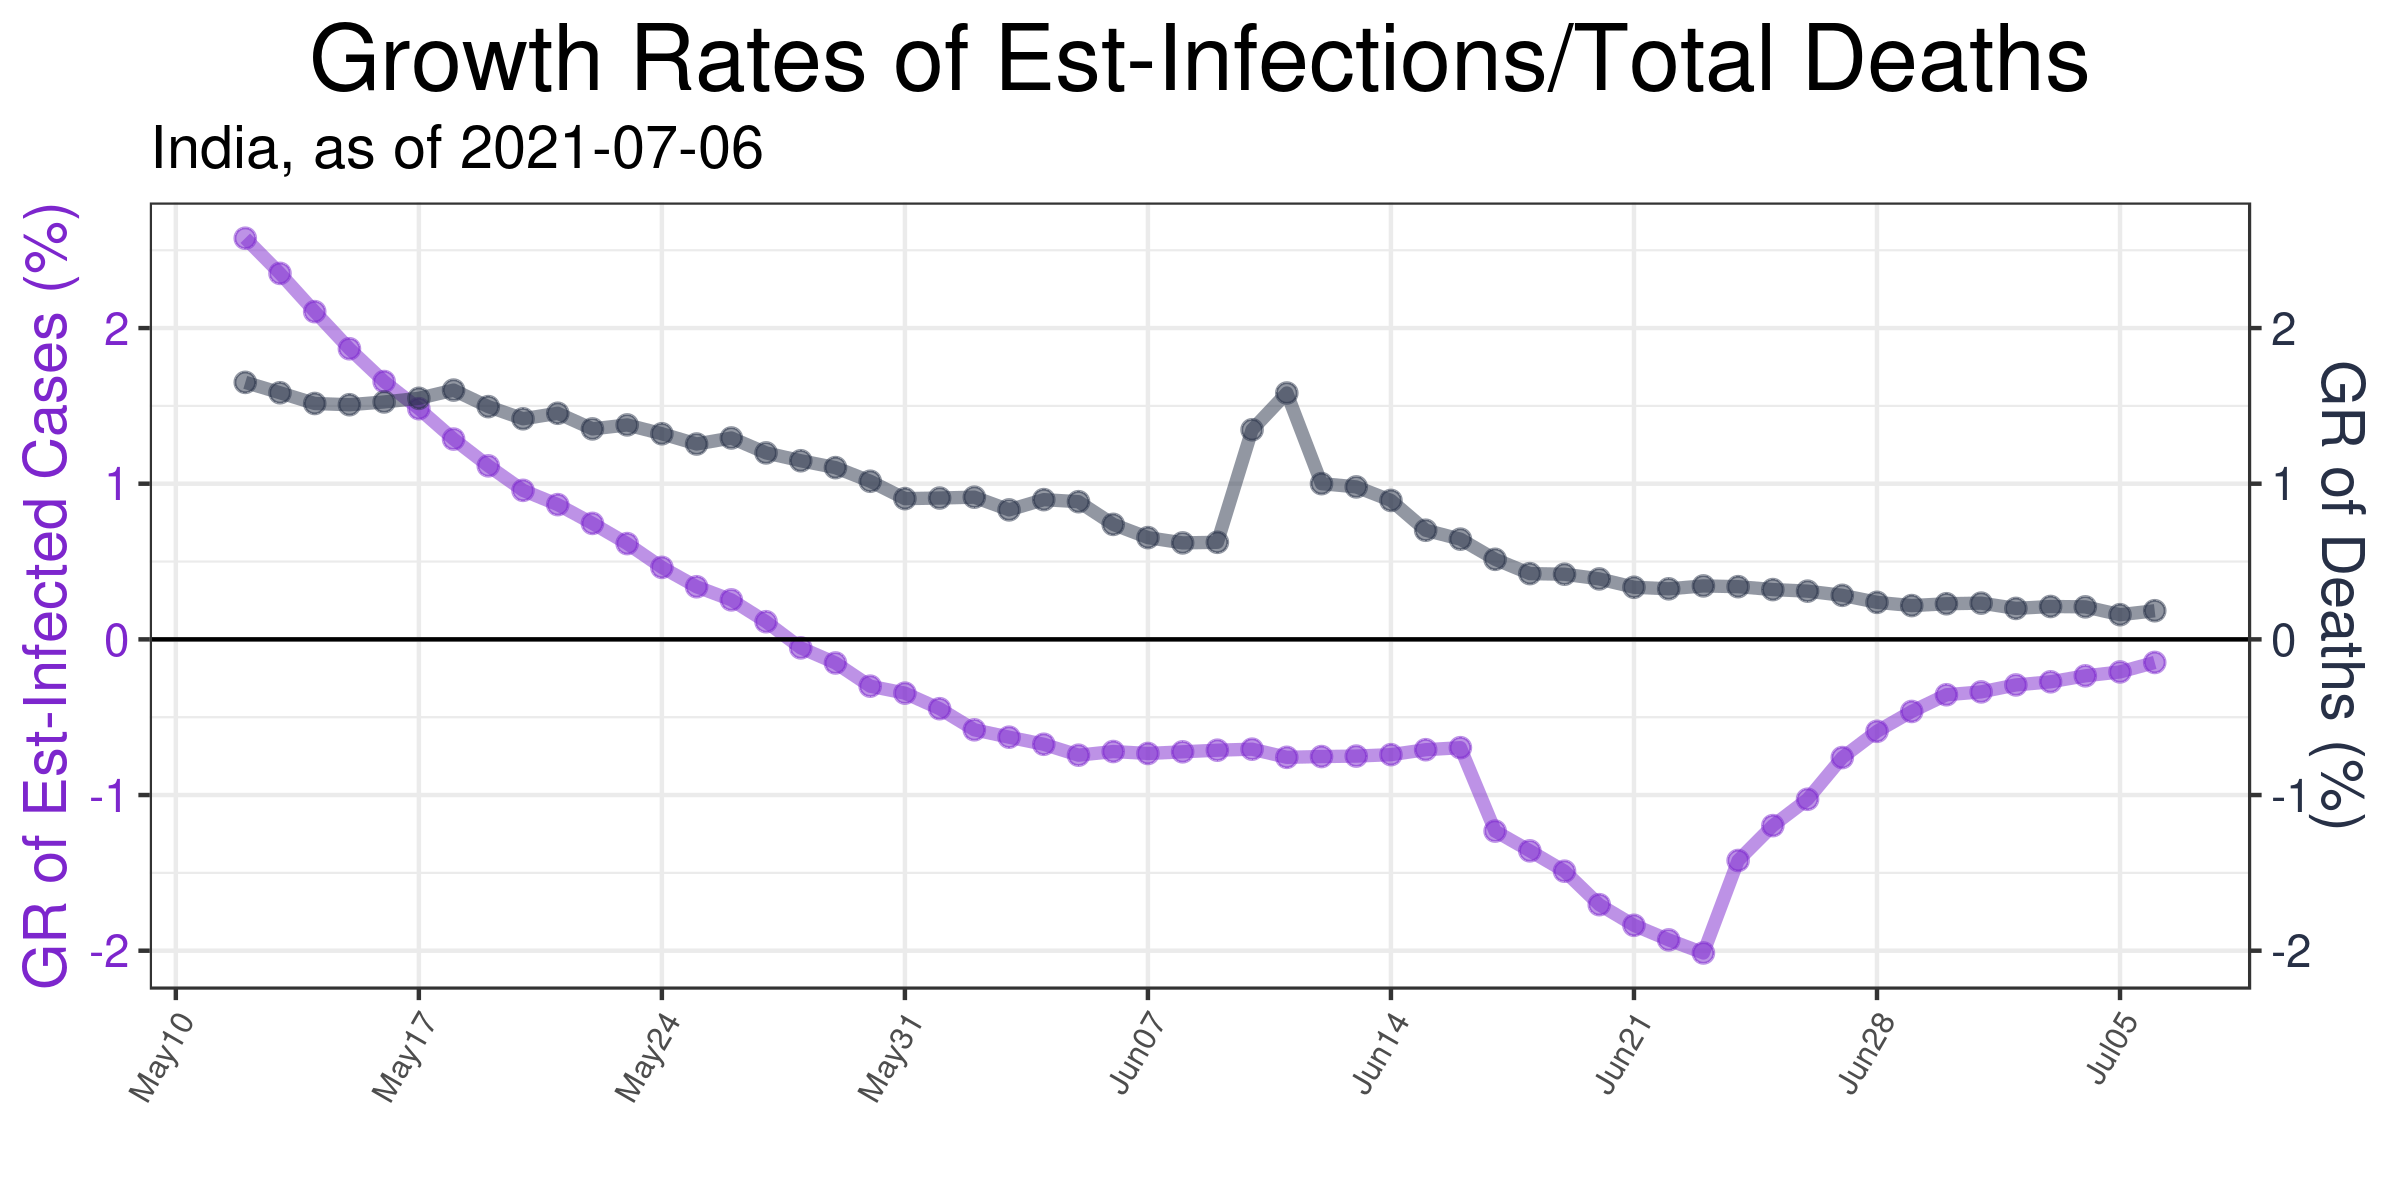 Growth Rates of Est-Infections/Total Deaths
India, as of 2021-07-06
GR of Est-Infected Cases (%)
2
1
0
-1
-2
2
1
0
-1
-2
GR of Deaths (%)
May10
May17
May24
May31
Jun07
Jun14
Jun21
Jun28
Jul05